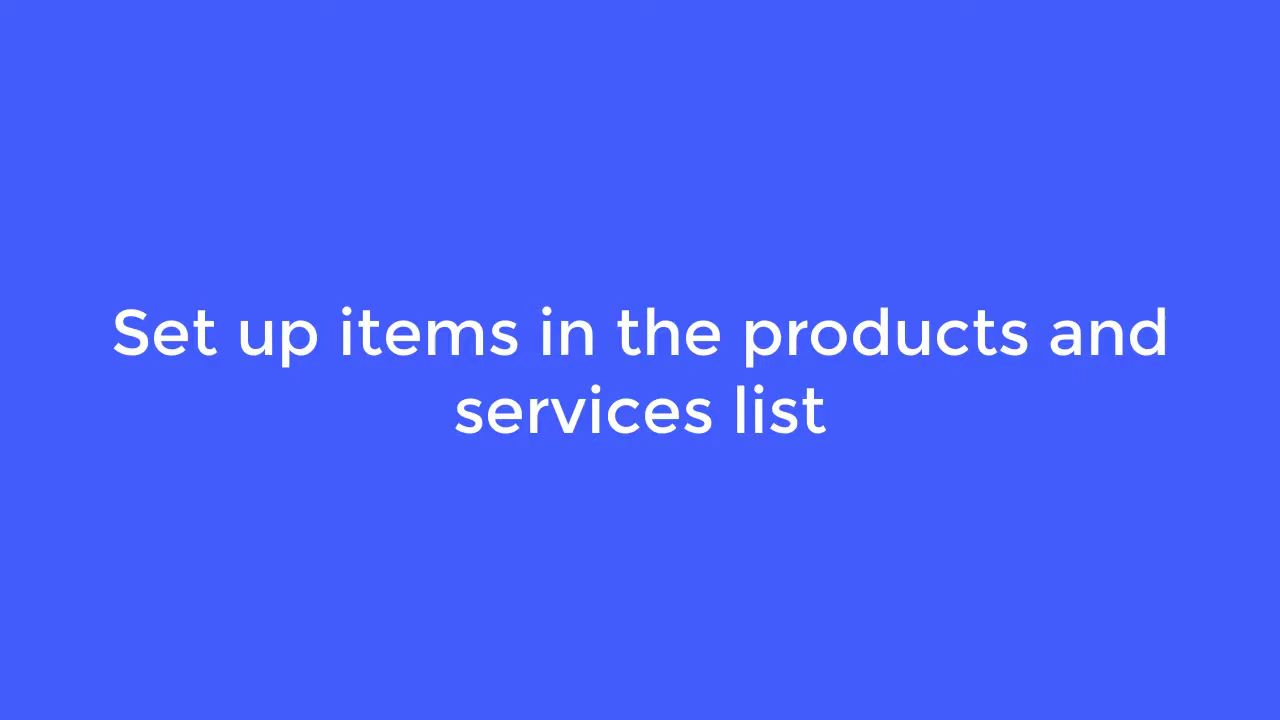 Set up items in the products and
services list